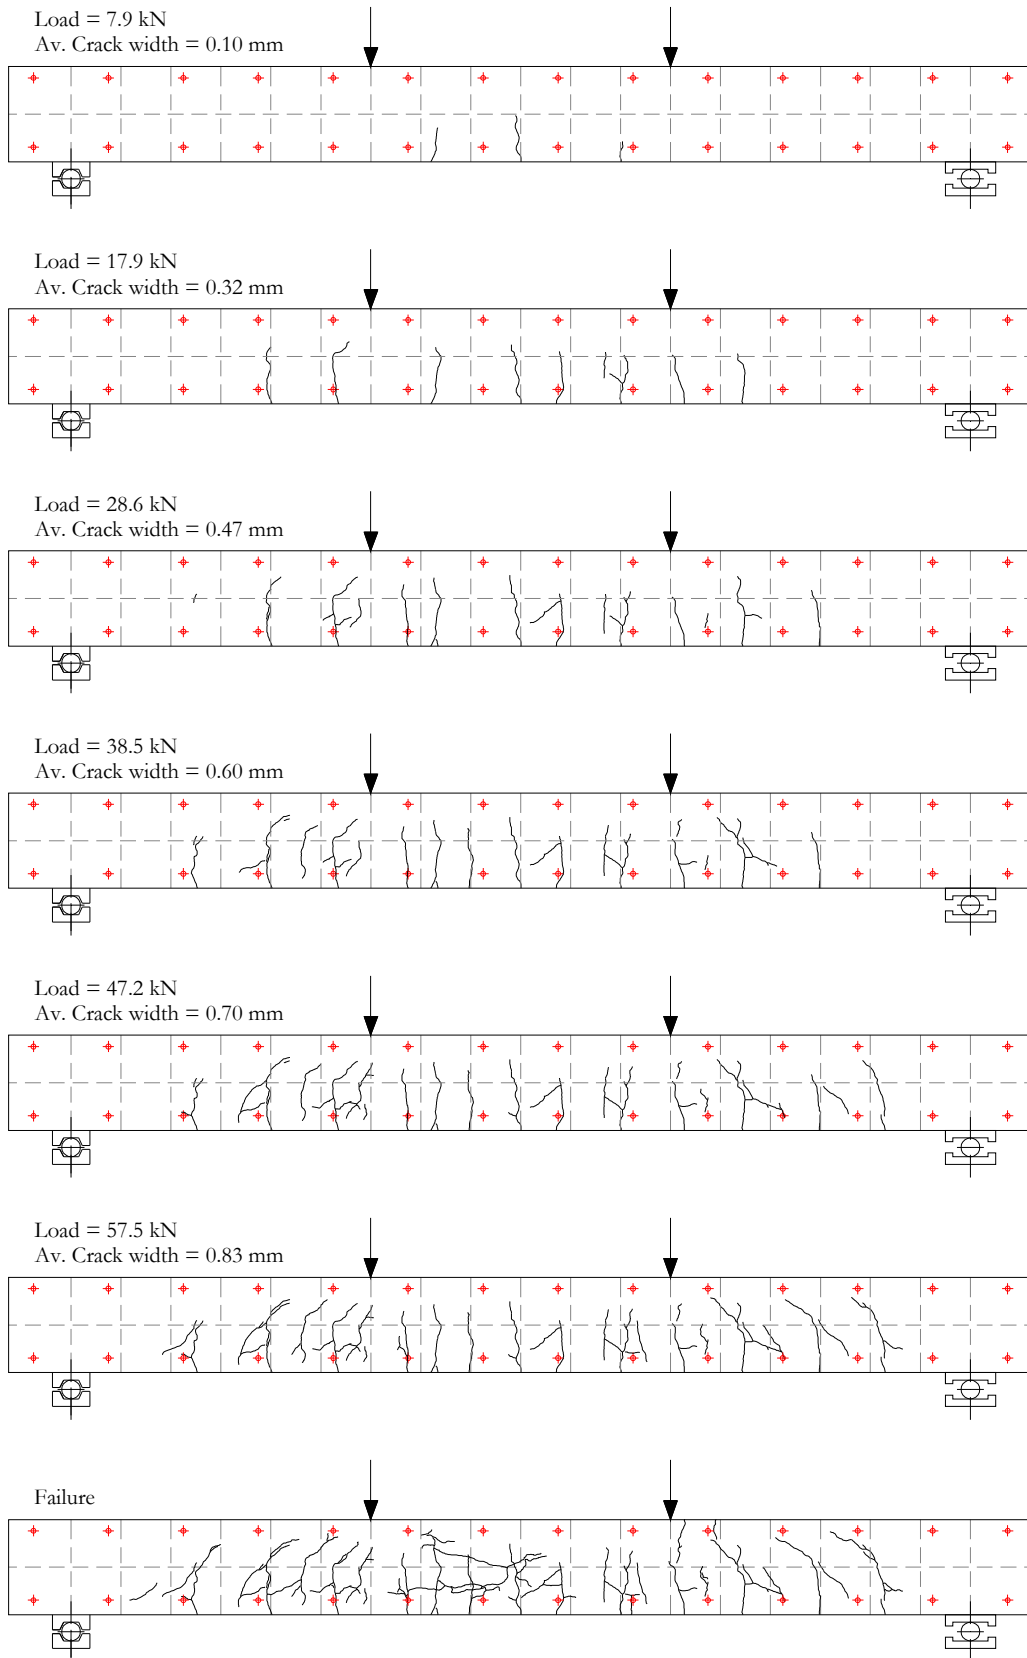 Load = 7.9 kN
Av. Crack width = 0.10 mm
Load = 17.9 kN
Av. Crack width = 0.32 mm
Load = 28.6 kN
Av. Crack width = 0.47 mm
Load = 38.5 kN
Av. Crack width = 0.60 mm
Load = 47.2 kN
Av. Crack width = 0.70 mm
Load = 57.5 kN
Av. Crack width = 0.83 mm
Failure